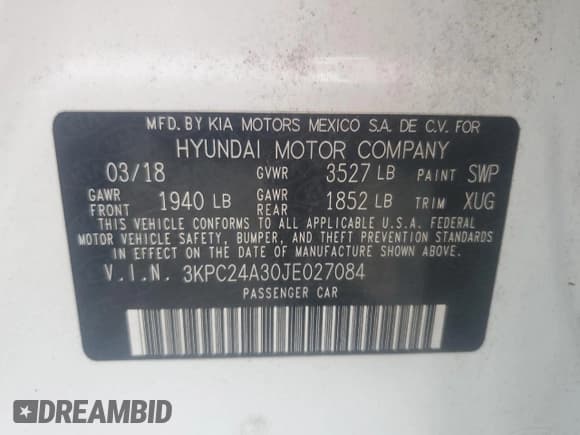 MFD. BY KIA MOTORS MEXICO S.A. DE C.V. FOR
HYUNDAI MOTOR COMPANY
03/18 GVWR 3527 LB PAINT SWP
GAWR FRONT 1940 LB GAWR REAR 1852 LB TRIM XUG
THIS VEHICLE CONFORMS TO ALL APPLICABLE U.S.A. FEDERAL
MOTOR VEHICLE SAFETY, BUMPER, AND THEFT PREVENTION STANDARDS
IN EFFECT ON THE DATE OF MANUFACTURE SHOWN ABOVE.
V.I.N. 3KPC24A30JE027084
PASSENGER CAR
DREAMBID